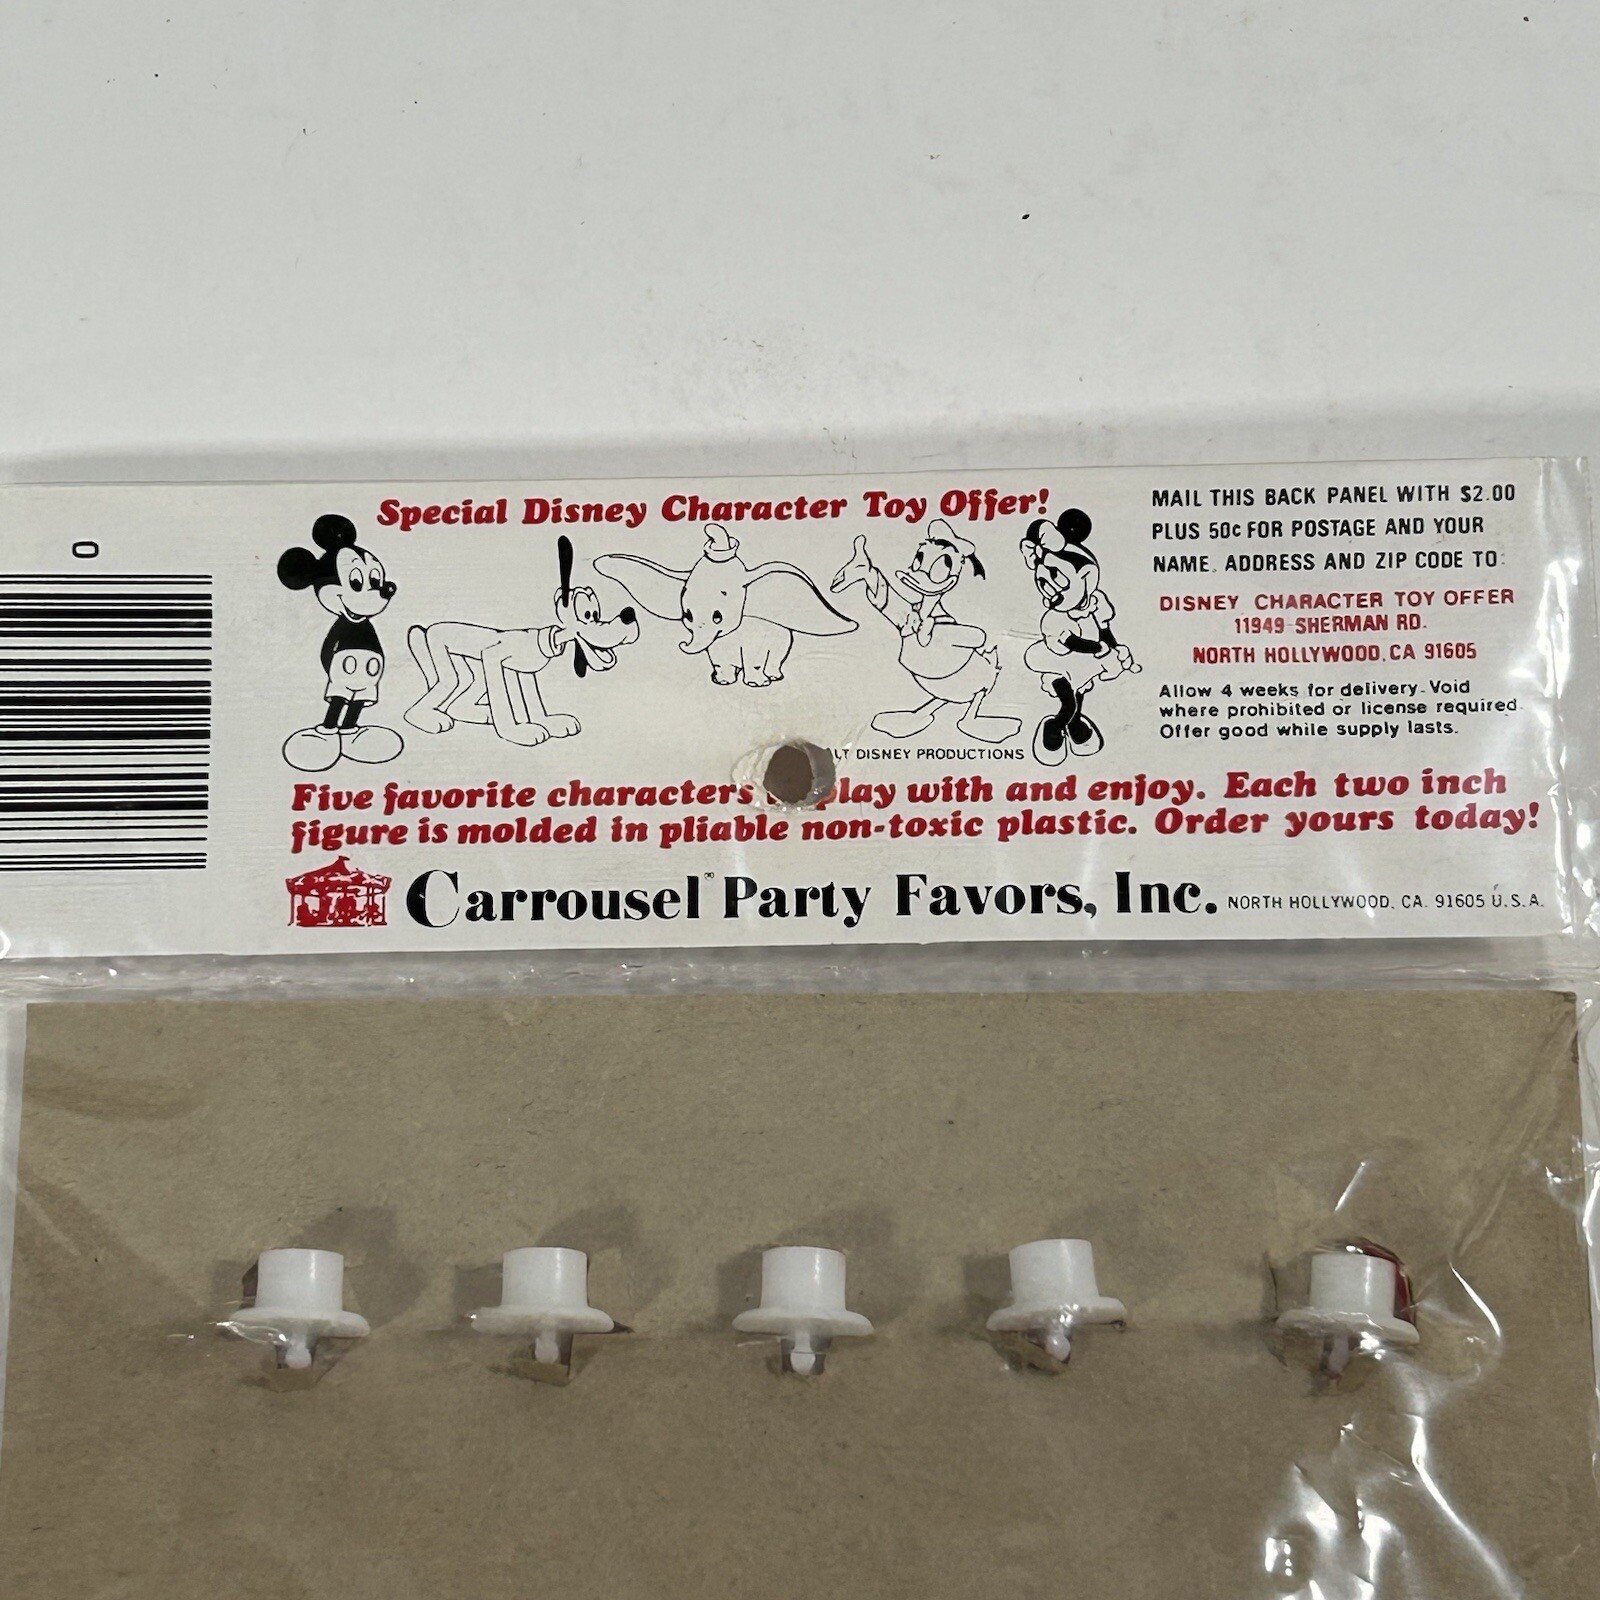 0
Special Disney Character Toy Offer!
MAIL THIS BACK PANEL WITH $2.00
PLUS 50¢ FOR POSTAGE AND YOUR
NAME, ADDRESS AND ZIP CODE TO:
DISNEY CHARACTER TOY OFFER
11949 SHERMAN RD.
NORTH HOLLYWOOD, CA 91605
Allow 4 weeks for delivery. Void
where prohibited or license required.
Offer good while supply lasts.
DISNEY PRODUCTIONS
Five favorite characters play with and enjoy. Each two inch
figure is molded in pliable non-toxic plastic. Order yours today!
Carrousel® Party Favors, Inc. NORTH HOLLYWOOD, CA. 91605 U.S.A.